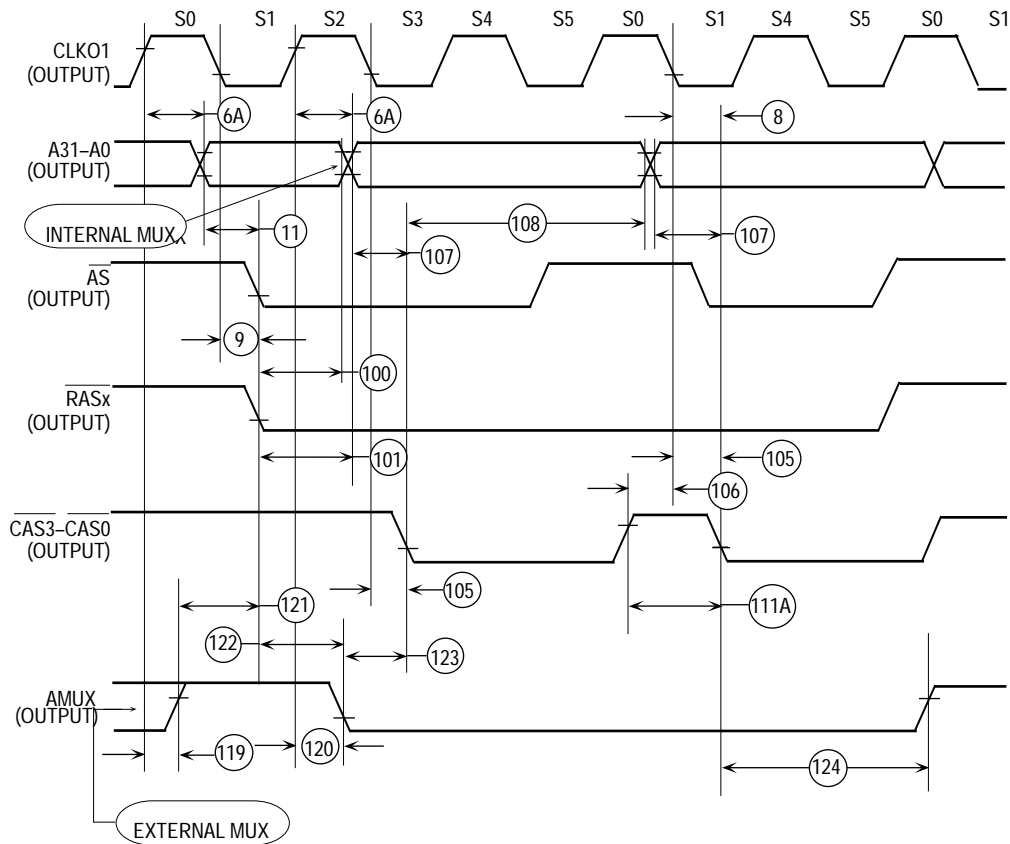 S0 S1 S2 S3 S4 S5 S0 S1 S4 S5 S0 S1
CLKO1
(OUTPUT)
6A 6A 8
A31–A0
(OUTPUT)
INTERNAL MUX
11 108
107 107
AS
(OUTPUT)
9
100
RASx
(OUTPUT)
101 105
106
CAS3–CAS0
(OUTPUT)
105
121 111A
122 123
AMUX
(OUTPUT)
119 120 124
EXTERNAL MUX